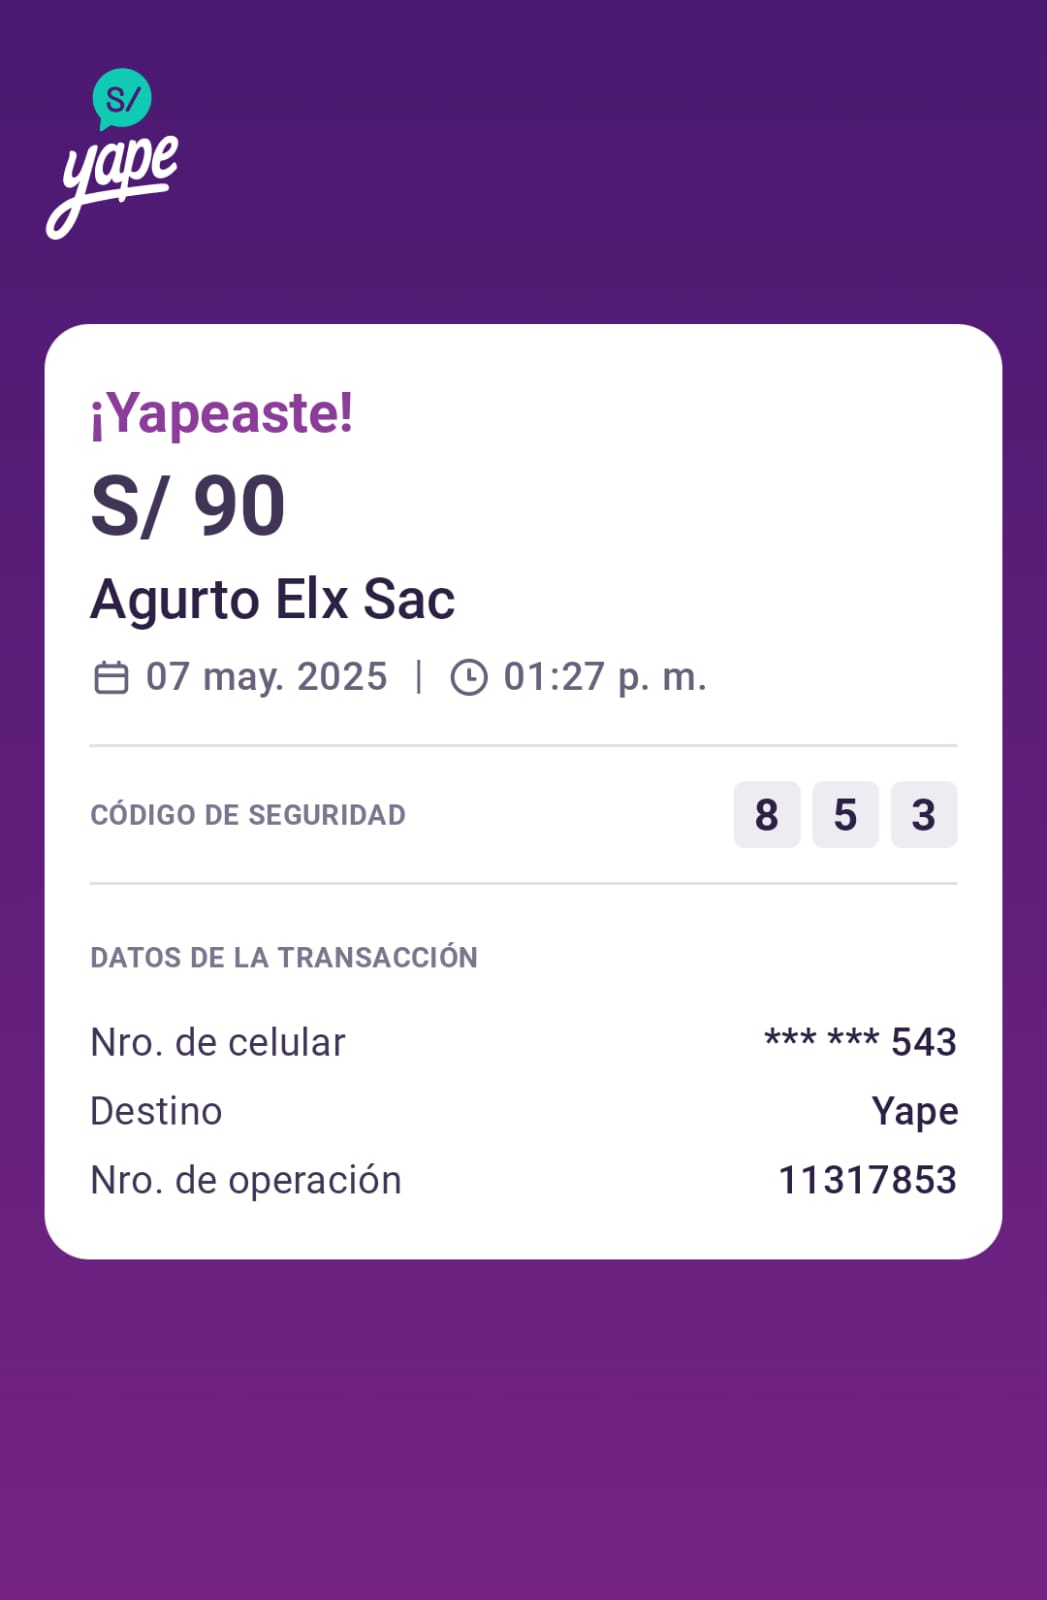 S/
yape
¡Yapeaste!
S/ 90
Agurto Elx Sac
07 may. 2025 | 01:27 p. m.
CÓDIGO DE SEGURIDAD 8 5 3
DATOS DE LA TRANSACCIÓN
Nro. de celular *** *** 543
Destino Yape
Nro. de operación 11317853